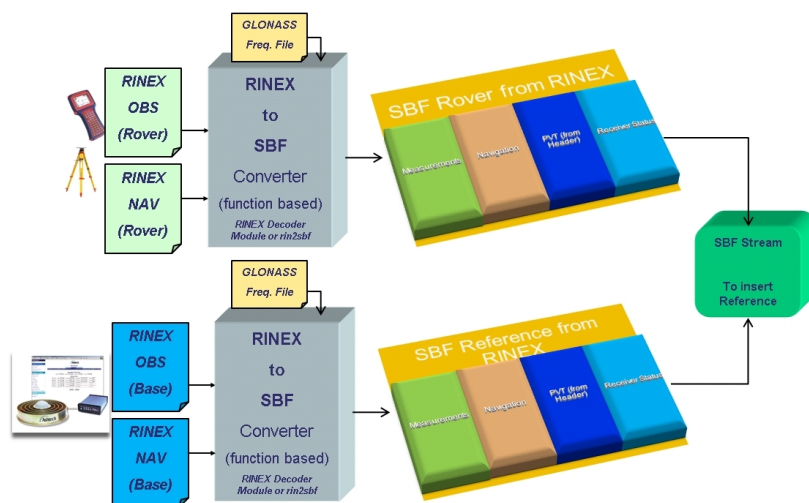 GLONASS
Freq. File
RINEX
OBS
(Rover)
RINEX
NAV
(Rover)
RINEX
to
SBF
Converter
(function based)
RINEX Decoder
Module or rin2sbf
SBF Rover from RINEX
Measurements
Navigation
PVT (from
Header)
Receiver Status
SBF Stream
To insert
Reference
GLONASS
Freq. File
RINEX
OBS
(Base)
RINEX
NAV
(Base)
RINEX
to
SBF
Converter
(function based)
RINEX Decoder
Module or rin2sbf
SBF Reference from
RINEX
Measurements
Navigation
PVT (from
Header)
Receiver Status